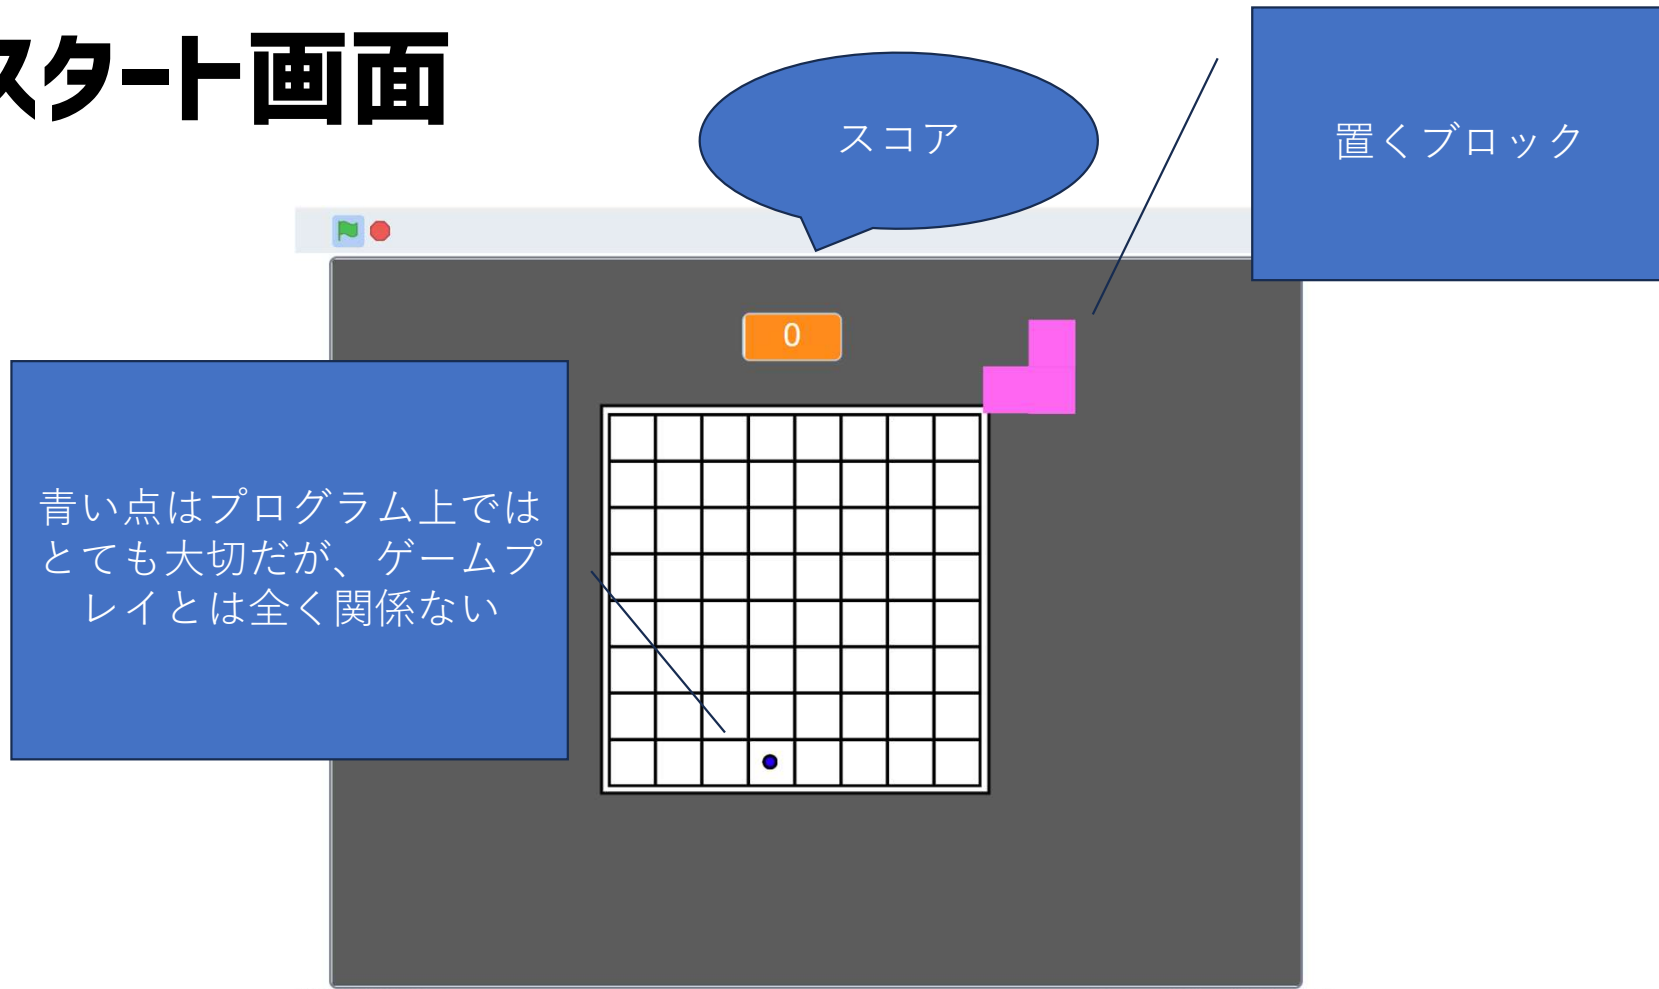 スタート画面
スコア
置くブロック
0
青い点はプログラム上では
とても大切だが、ゲームプ
レイとは全く関係ない